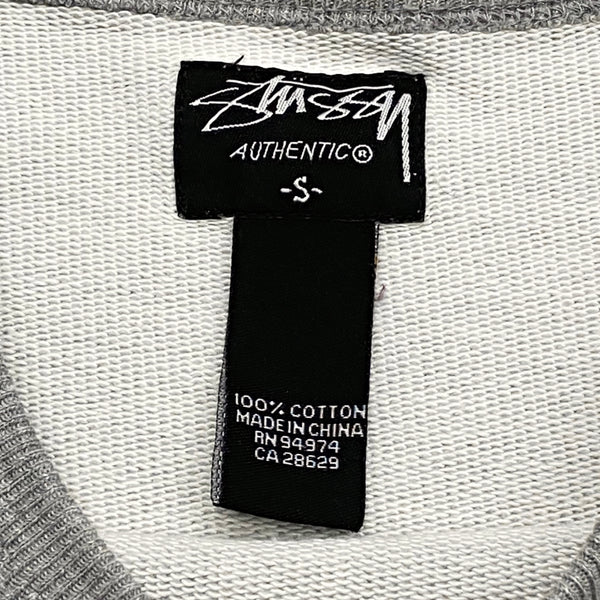 Stüssy
AUTHENTIC®
-S-
100% COTTON
MADE IN CHINA
RN 94974
CA 28629